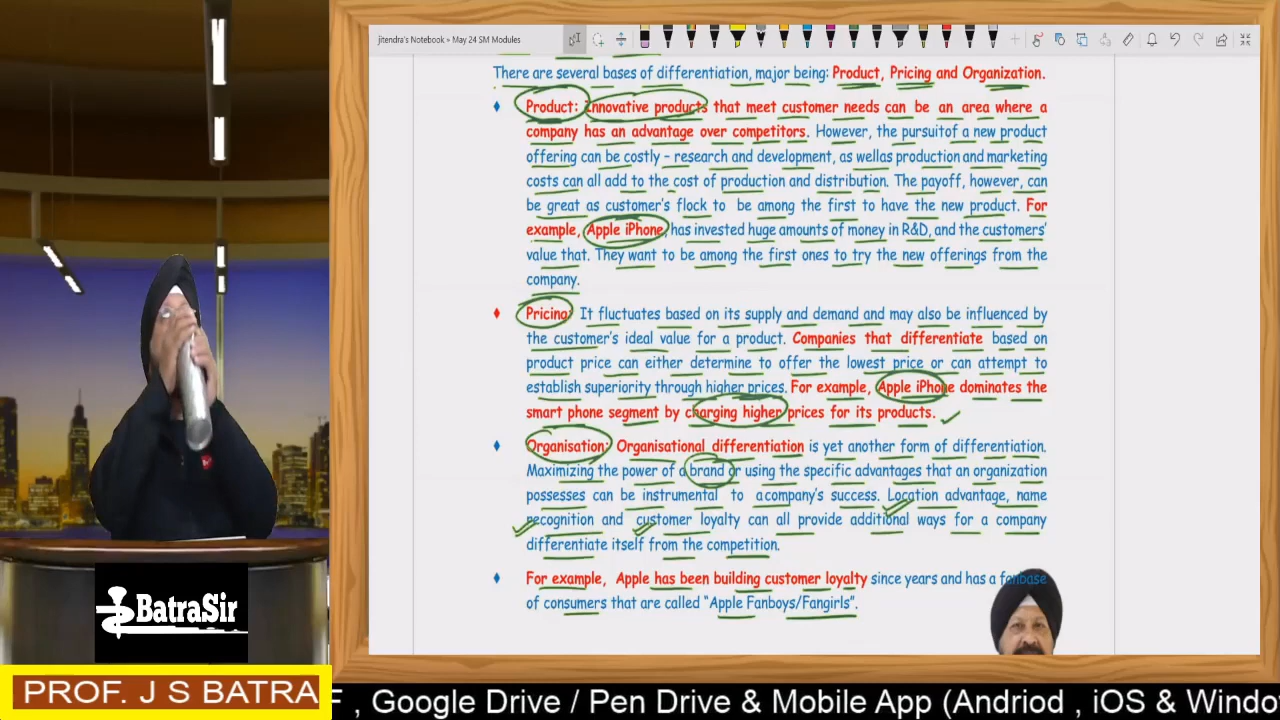 jitendra's Notebook » May 24 SM Modules
There are several bases of differentiation, major being: Product, Pricing and Organization.
Product: Innovative products that meet customer needs can be an area where a
company has an advantage over competitors. However, the pursuitof a new product
offering can be costly – research and development, as wellas production and marketing
costs can all add to the cost of production and distribution. The payoff, however, can
be great as customer's flock to be among the first to have the new product. For
example, Apple iPhone has invested huge amounts of money in R&D, and the customers'
value that. They want to be among the first ones to try the new offerings from the
company.
Pricing: It fluctuates based on its supply and demand and may also be influenced by
the customer's ideal value for a product. Companies that differentiate based on
product price can either determine to offer the lowest price or can attempt to
establish superiority through higher prices. For example, Apple iPhone dominates the
smart phone segment by charging higher prices for its products.
Organisation: Organisational differentiation is yet another form of differentiation.
Maximizing the power of a brand or using the specific advantages that an organization
possesses can be instrumental to acompany's success. Location advantage, name
recognition and customer loyalty can all provide additional ways for a company
differentiate itself from the competition.
For example, Apple has been building customer loyalty since years and has a fanbase
of consumers that are called "Apple Fanboys/Fangirls".
BatraSir
PROF. J S BATRA
F , Google Drive / Pen Drive & Mobile App (Andriod , iOS & Windo